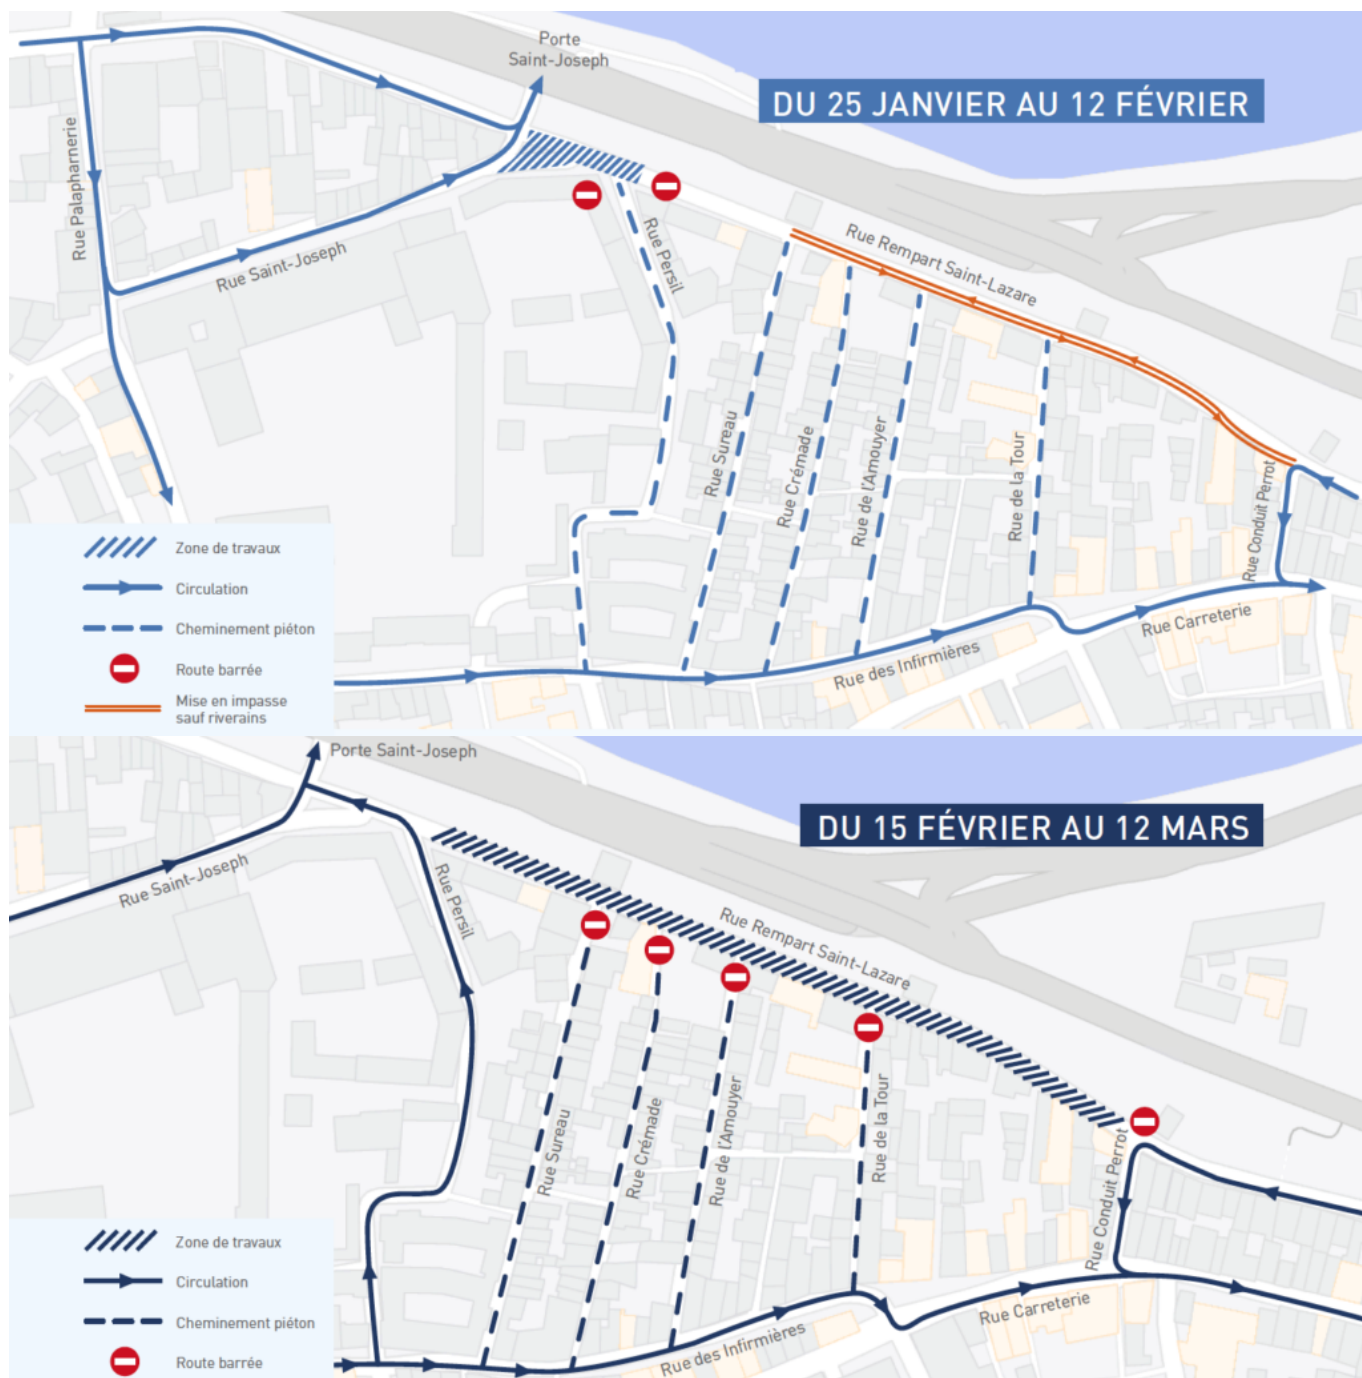 Porte
Saint-Joseph
DU 25 JANVIER AU 12 FÉVRIER
Rue Palapharnerie
Rue Saint-Joseph
Rue Persil
Rue Rempart Saint-Lazare
Rue Sureau
Rue Crémade
Rue de l'Amouyer
Rue de la Tour
Rue Conduit Perrot
Rue Carreterie
Rue des Infirmières
Zone de travaux
Circulation
Cheminement piéton
Route barrée
Mise en impasse
sauf riverains
Porte Saint-Joseph
DU 15 FÉVRIER AU 12 MARS
Rue Saint-Joseph
Rue Persil
Rue Rempart Saint-Lazare
Rue Sureau
Rue Crémade
Rue de l'Amouyer
Rue de la Tour
Rue Conduit Perrot
Rue Carreterie
Rue des Infirmières
Zone de travaux
Circulation
Cheminement piéton
Route barrée